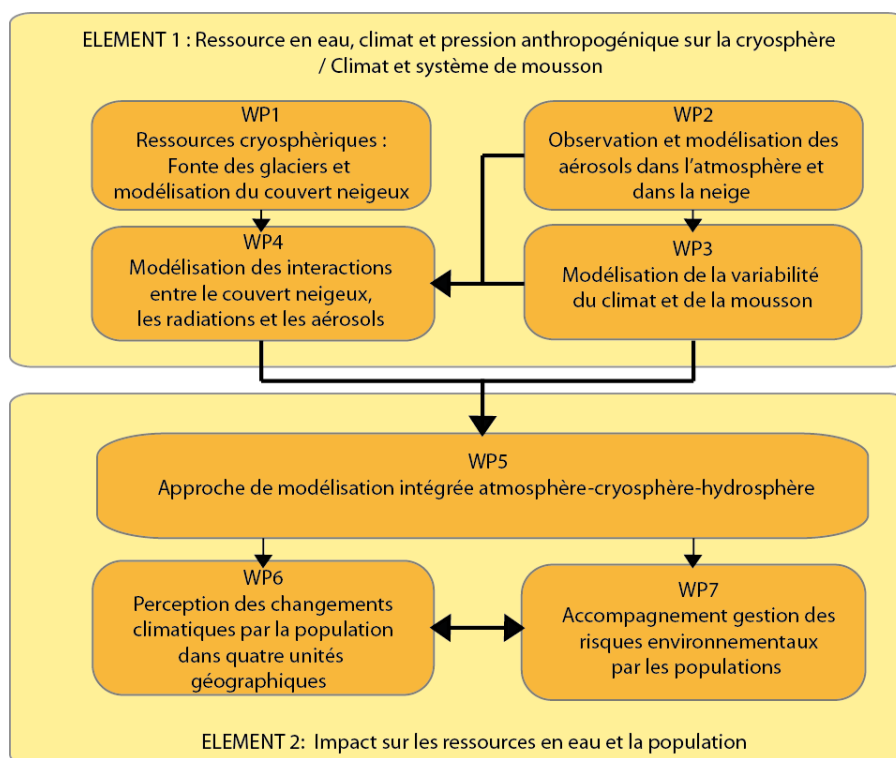 ELEMENT 1 : Ressource en eau, climat et pression anthropogénique sur la cryosphère
/ Climat et système de mousson
WP1
Ressources cryosphèriques :
Fonte des glaciers et
modélisation du couvert neigeux
WP2
Observation et modélisation des
aérosols dans l'atmosphère et
dans la neige
WP4
Modélisation des interactions
entre le couvert neigeux,
les radiations et les aérosols
WP3
Modélisation de la variabilité
du climat et de la mousson
WP5
Approche de modélisation intégrée atmosphère-cryosphère-hydrosphère
WP6
Perception des changements
climatiques par la population
dans quatre unités
géographiques
WP7
Accompagnement gestion des
risques environnementaux
par les populations
ELEMENT 2: Impact sur les ressources en eau et la population